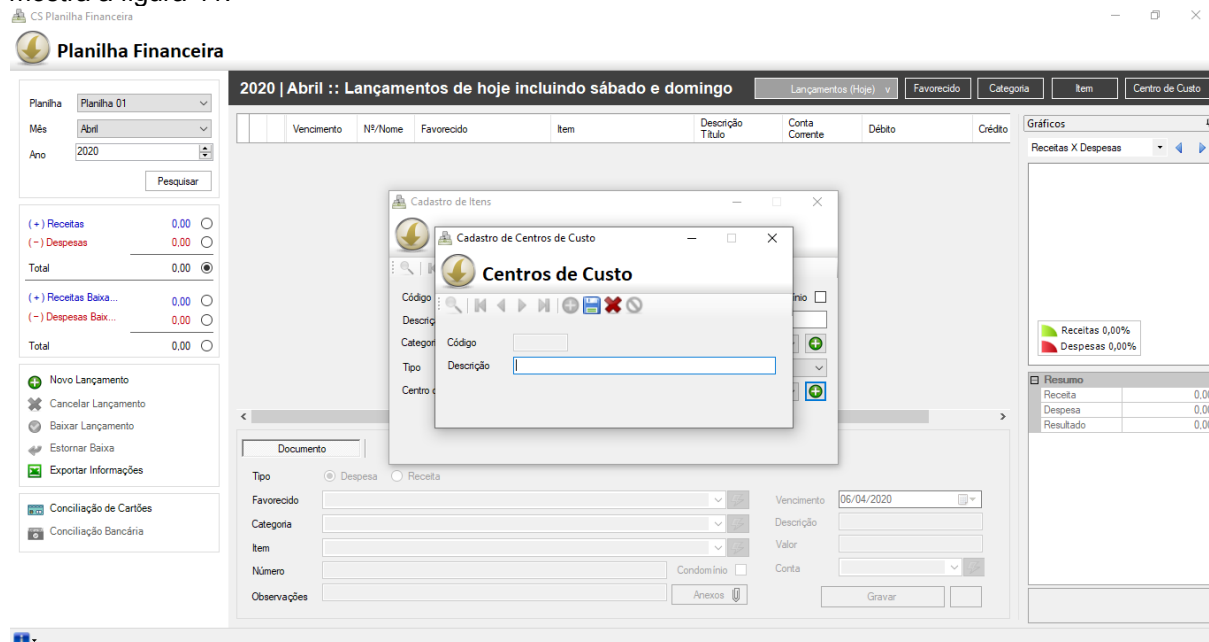 CS Planilha Financeira
Planilha Financeira
Planilha Planilha 01
Mês Abril
Ano 2020
Pesquisar
(+) Receitas 0,00
(-) Despesas 0,00
Total 0,00
(+) Receitas Baixa... 0,00
(-) Despesas Baix... 0,00
Total 0,00
Novo Lançamento
Cancelar Lançamento
Baixar Lançamento
Estornar Baixa
Exportar Informações
Conciliação de Cartões
Conciliação Bancária
2020 | Abril :: Lançamentos de hoje incluindo sábado e domingo
Lançamentos (Hoje) v Favorecido Categoria Item Centro de Custo
Vencimento Nº/Nome Favorecido Item Descrição Título Conta Corrente Débito Crédito
Cadastro de Itens
Código
Categor
Tipo
Centro
Cadastro de Centros de Custo
Centros de Custo
Código
Descrição
Documento
Tipo Despesa Receita
Favorecido
Categoria
Item
Número Condomínio
Observações Anexos
Vencimento 06/04/2020
Descrição
Valor
Conta
Gravar
Gráficos
Receitas X Despesas
Receitas 0,00%
Despesas 0,00%
Resumo
Receita 0,00
Despesa 0,00
Resultado 0,00